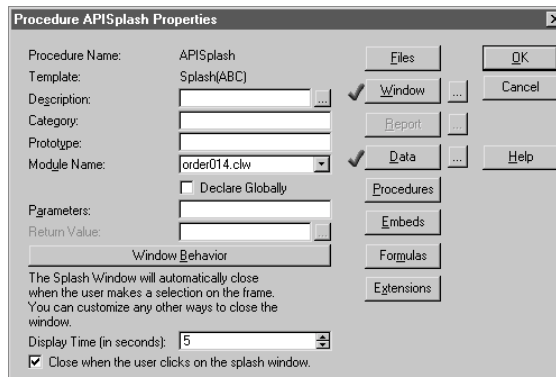 Procedure APISplash Properties
Procedure Name: APISplash
Template: Splash(ABC)
Description: ...
Category:
Prototype:
Module Name: order014.clw
Declare Globally
Parameters:
Return Value: ...
Window Behavior
The Splash Window will automatically close
when the user makes a selection on the frame.
You can customize any other ways to close the
window.
Display Time (in seconds): 5
Close when the user clicks on the splash window.
Files
Window ...
Report ...
Data ...
Procedures
Embeds
Formulas
Extensions
OK
Cancel
Help